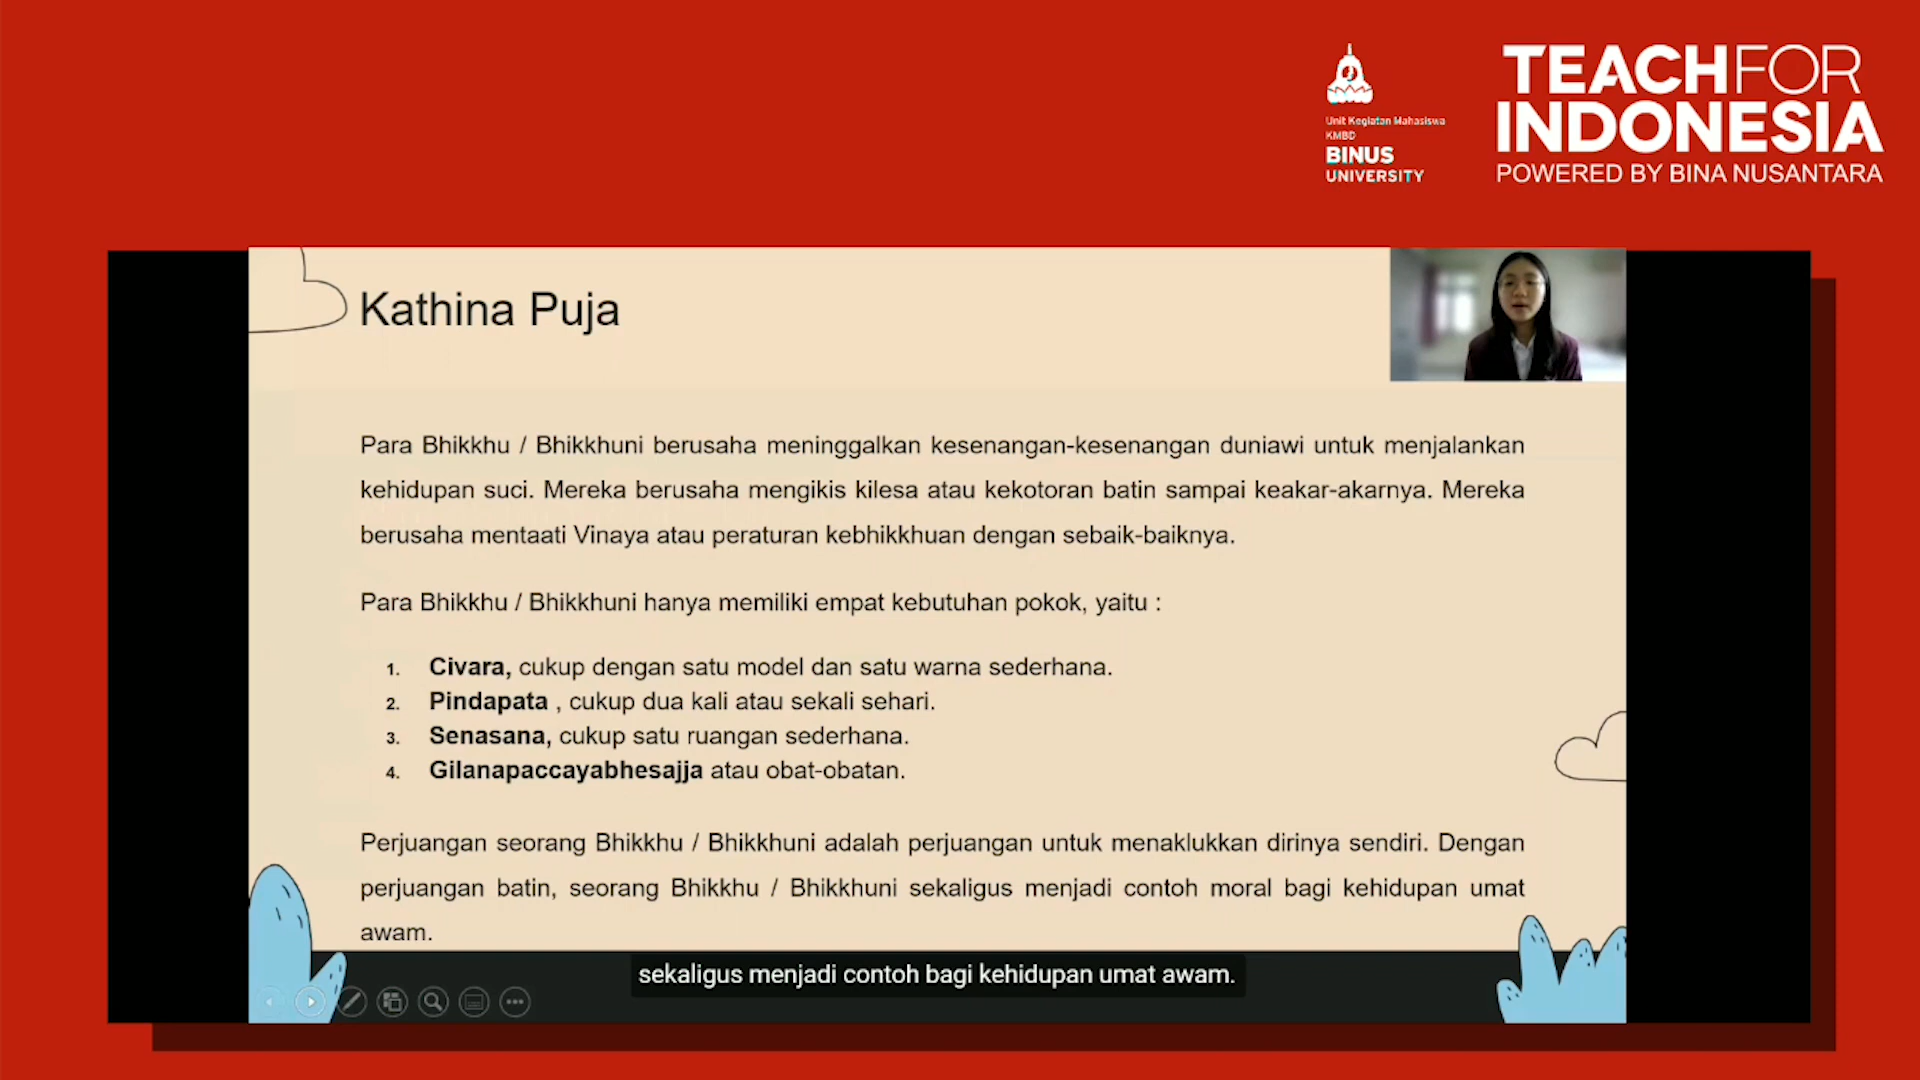 Unit Kegiatan Mahasiswa
KMBD
BINUS
UNIVERSITY
TEACHFOR
INDONESIA
POWERED BY BINA NUSANTARA
Kathina Puja
Para Bhikkhu / Bhikkhuni berusaha meninggalkan kesenangan-kesenangan duniawi untuk menjalankan
kehidupan suci. Mereka berusaha mengikis kilesa atau kekotoran batin sampai keakar-akarnya. Mereka
berusaha mentaati Vinaya atau peraturan kebhikkhuan dengan sebaik-baiknya.
Para Bhikkhu / Bhikkhuni hanya memiliki empat kebutuhan pokok, yaitu :
1. Civara, cukup dengan satu model dan satu warna sederhana.
2. Pindapata , cukup dua kali atau sekali sehari.
3. Senasana, cukup satu ruangan sederhana.
4. Gilanapaccayabhesajja atau obat-obatan.
Perjuangan seorang Bhikkhu / Bhikkhuni adalah perjuangan untuk menaklukkan dirinya sendiri. Dengan
perjuangan batin, seorang Bhikkhu / Bhikkhuni sekaligus menjadi contoh moral bagi kehidupan umat
awam.
sekaligus menjadi contoh bagi kehidupan umat awam.